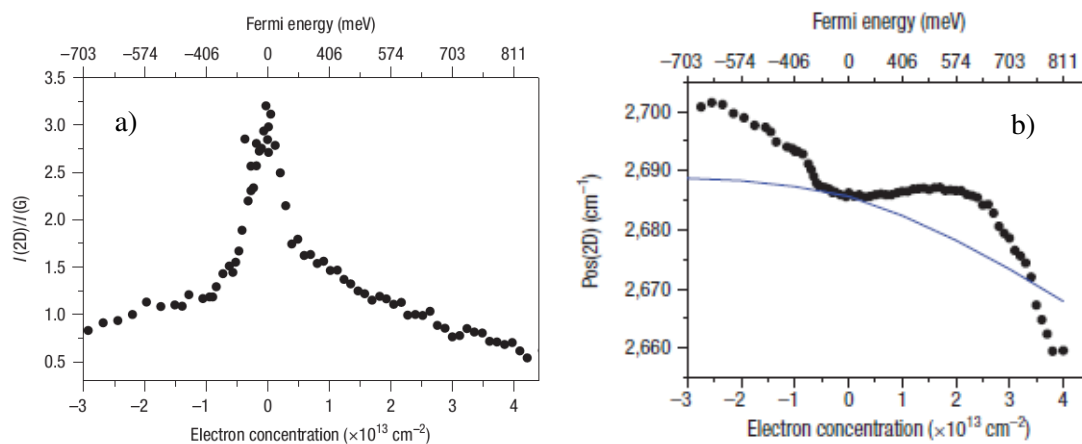 Fermi energy (meV)
−703 −574 −406 0 406 574 703 811
a)
I(2D)/I(G)
3.5
3.0
2.5
2.0
1.5
1.0
0.5
−3 −2 −1 0 1 2 3 4
Electron concentration (×10¹³ cm⁻²)
Fermi energy (meV)
−703 −574 −406 0 406 574 703 811
b)
Pos(2D) (cm⁻¹)
2,700
2,690
2,680
2,670
2,660
−3 −2 −1 0 1 2 3 4
Electron concentration (×10¹³ cm⁻²)